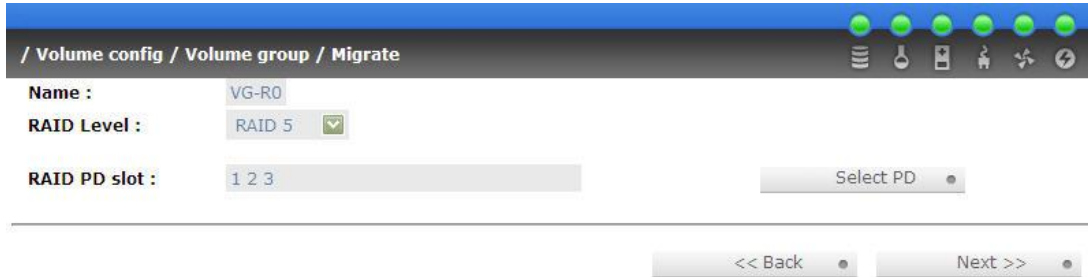 / Volume config / Volume group / Migrate
Name : VG-R0
RAID Level : RAID 5
RAID PD slot : 1 2 3 Select PD
<< Back Next >>